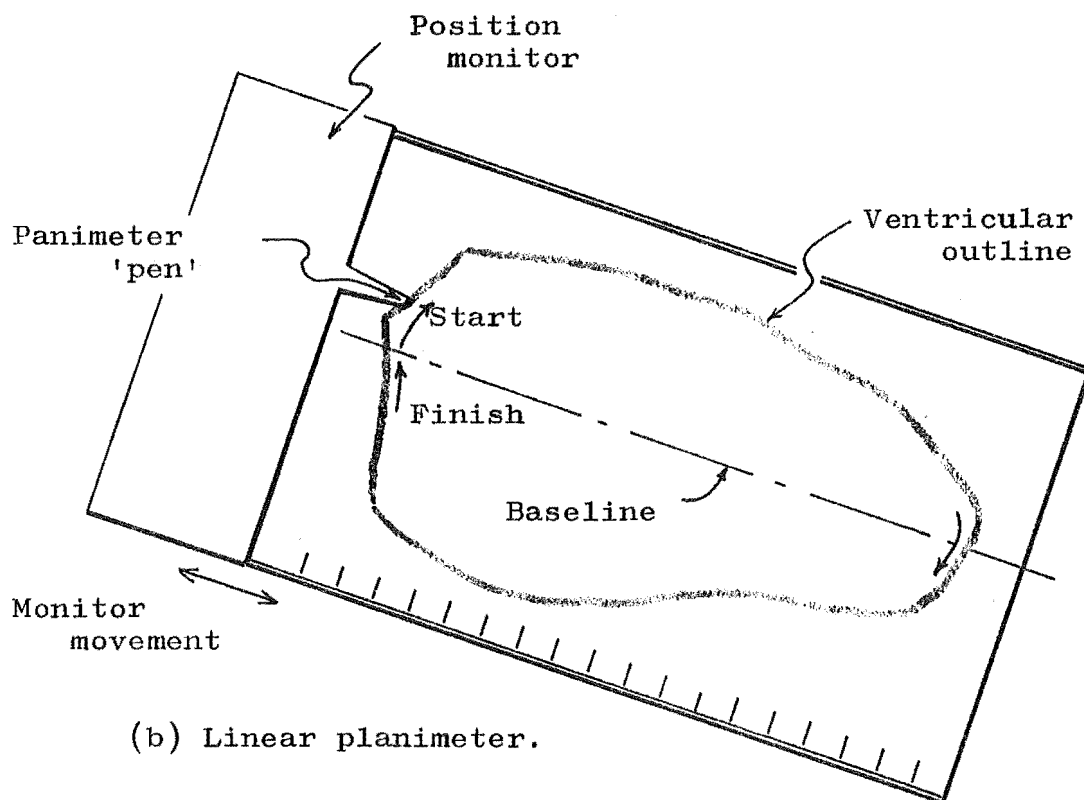 Position
monitor
Panimeter
'pen'
Ventricular
outline
Start
Finish
Baseline
Monitor
movement
(b) Linear planimeter.